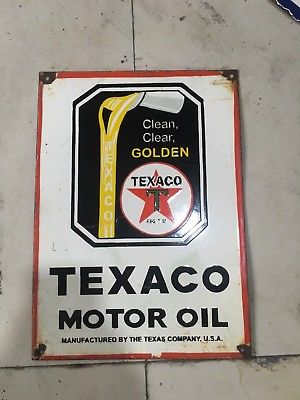 Clean,
Clear,
GOLDEN
TEXACO
TEXACO
T
TEXACO
MOTOR OIL
MANUFACTURED BY THE TEXAS COMPANY, U.S.A.